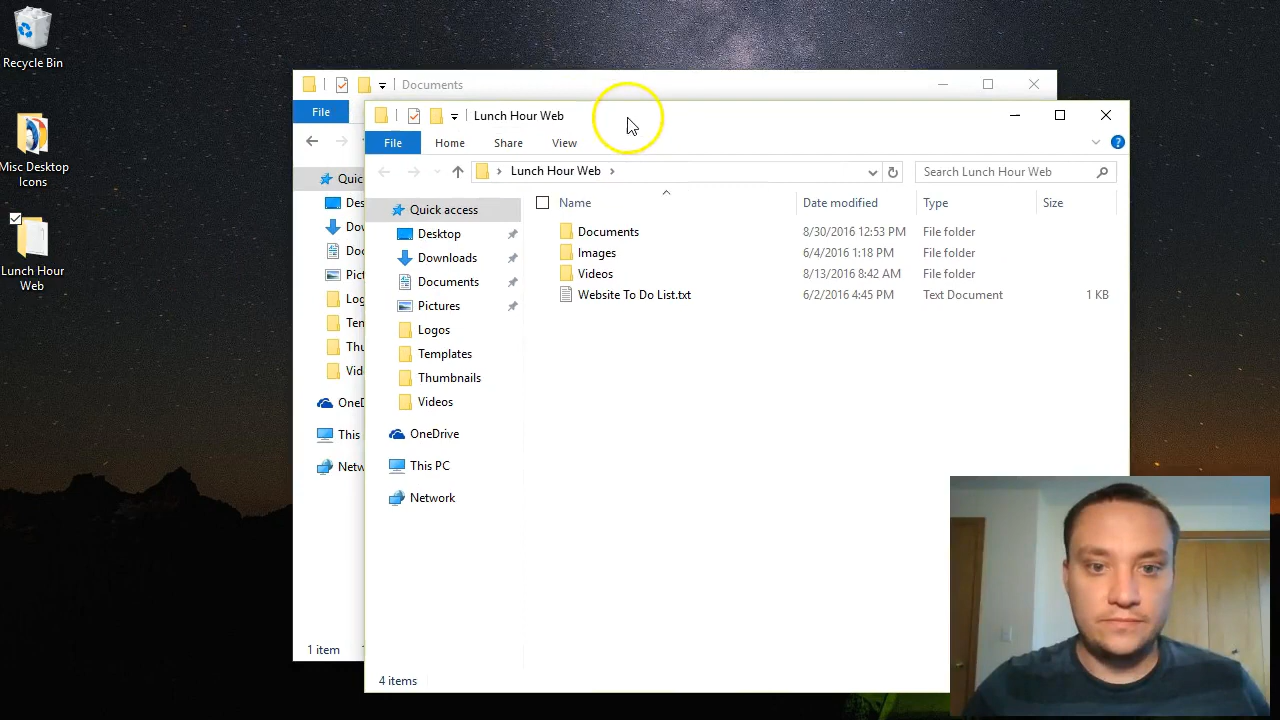 Recycle Bin
Misc Desktop
Icons
Lunch Hour
Web
Documents
File
Quic
Des
Dov
Doc
Pict
Log
Ten
Thu
Vid
OneD
This
Netw
1 item
Lunch Hour Web
File
Home
Share
View
Lunch Hour Web
Search Lunch Hour Web
Quick access
Desktop
Downloads
Documents
Pictures
Logos
Templates
Thumbnails
Videos
OneDrive
This PC
Network
Name Date modified Type Size
Documents 8/30/2016 12:53 PM File folder
Images 6/4/2016 1:18 PM File folder
Videos 8/13/2016 8:42 AM File folder
Website To Do List.txt 6/2/2016 4:45 PM Text Document 1 KB
4 items